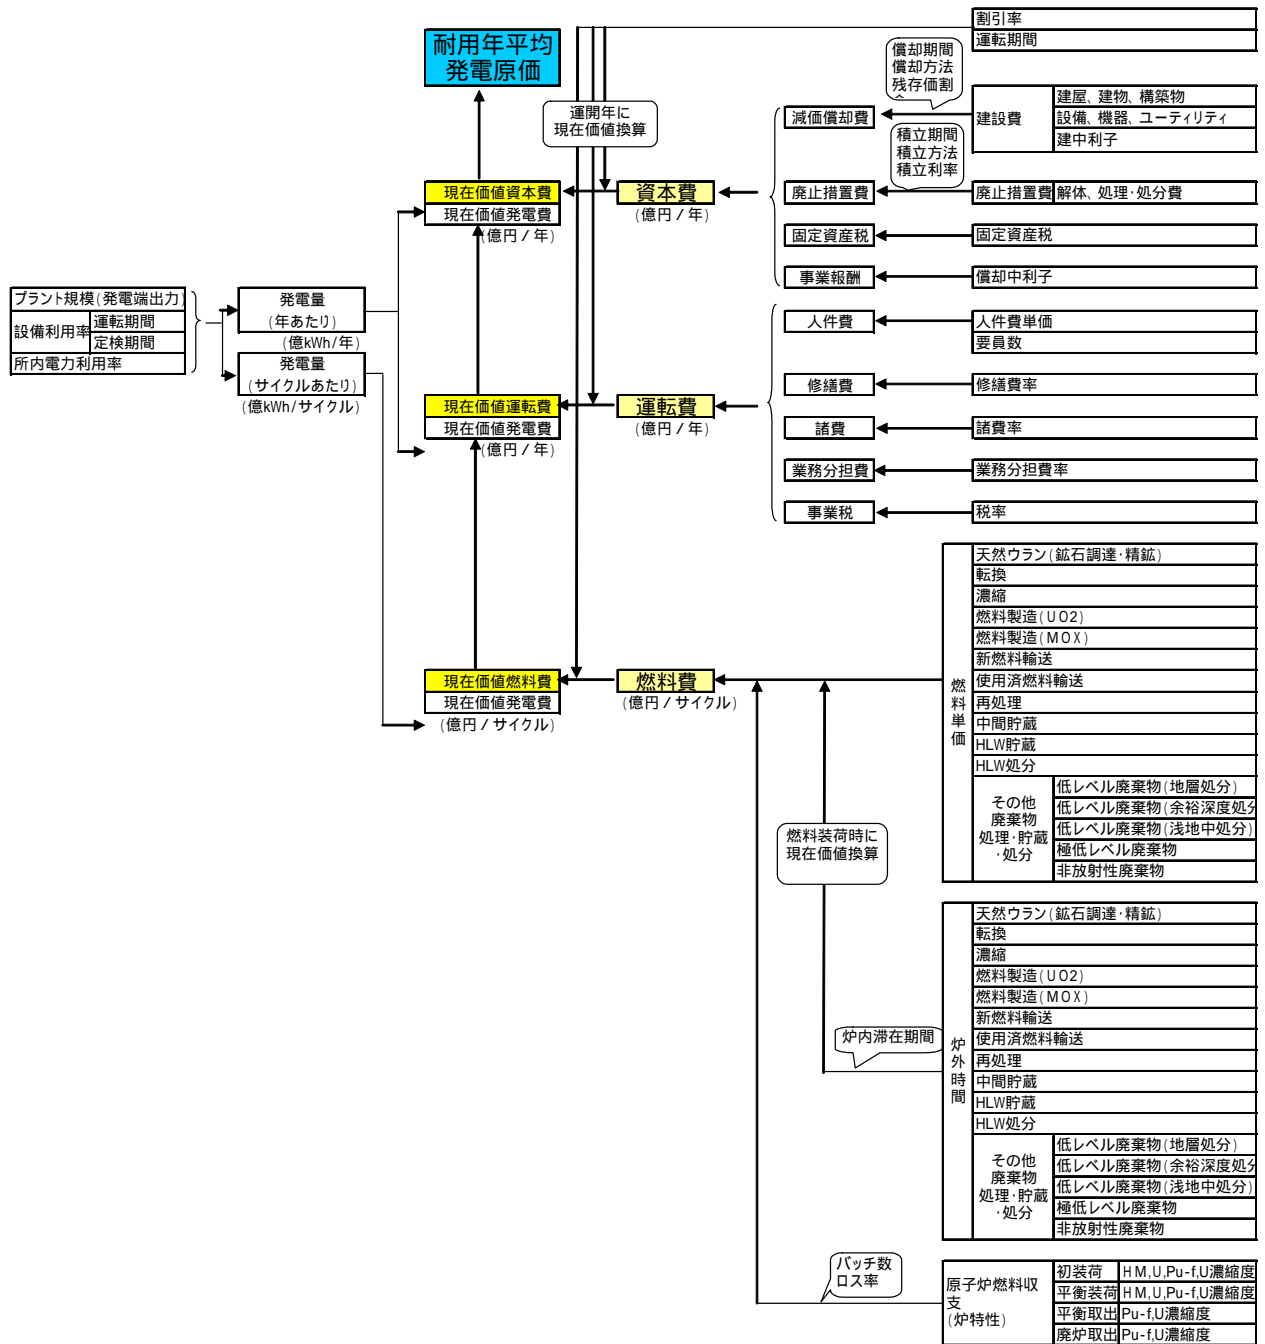 割引率
運転期間
耐用年平均
発電原価
償却期間
償却方法
残存価割
運開年に
現在価値換算
減価償却費
建設費
建屋、建物、構築物
設備、機器、ユーティリティ
建中利子
積立期間
積立方法
積立利率
現在価値資本費
現在価値発電費
(億円/年)
資本費
(億円/年)
廃止措置費
廃止措置費 解体、処理・処分費
固定資産税
固定資産税
事業報酬
償却中利子
プラント規模(発電端出力)
設備利用率
運転期間
定検期間
所内電力利用率
発電量
(年あたり)
(億kWh/年)
発電量
(サイクルあたり)
(億kWh/サイクル)
人件費
人件費単価
要員数
修繕費
修繕費率
現在価値運転費
現在価値発電費
(億円/年)
運転費
(億円/年)
諸費
諸費率
業務分担費
業務分担費率
事業税
税率
現在価値燃料費
現在価値発電費
(億円/サイクル)
燃料費
(億円/サイクル)
燃料単価
天然ウラン(鉱石調達・精鉱)
転換
濃縮
燃料製造(UO2)
燃料製造(MOX)
新燃料輸送
使用済燃料輸送
再処理
中間貯蔵
HLW貯蔵
HLW処分
その他
廃棄物
処理・貯蔵
・処分
低レベル廃棄物(地層処分)
低レベル廃棄物(余裕深度処分
低レベル廃棄物(浅地中処分)
極低レベル廃棄物
非放射性廃棄物
燃料装荷時に
現在価値換算
炉外時間
天然ウラン(鉱石調達・精鉱)
転換
濃縮
燃料製造(UO2)
燃料製造(MOX)
新燃料輸送
使用済燃料輸送
再処理
中間貯蔵
HLW貯蔵
HLW処分
その他
廃棄物
処理・貯蔵
・処分
低レベル廃棄物(地層処分)
低レベル廃棄物(余裕深度処分
低レベル廃棄物(浅地中処分)
極低レベル廃棄物
非放射性廃棄物
炉内滞在期間
バッチ数
ロス率
原子炉燃料収
支
(炉特性)
初装荷 HM,U,Pu-f,U濃縮度
平衡装荷 HM,U,Pu-f,U濃縮度
平衡取出 Pu-f,U濃縮度
廃炉取出 Pu-f,U濃縮度